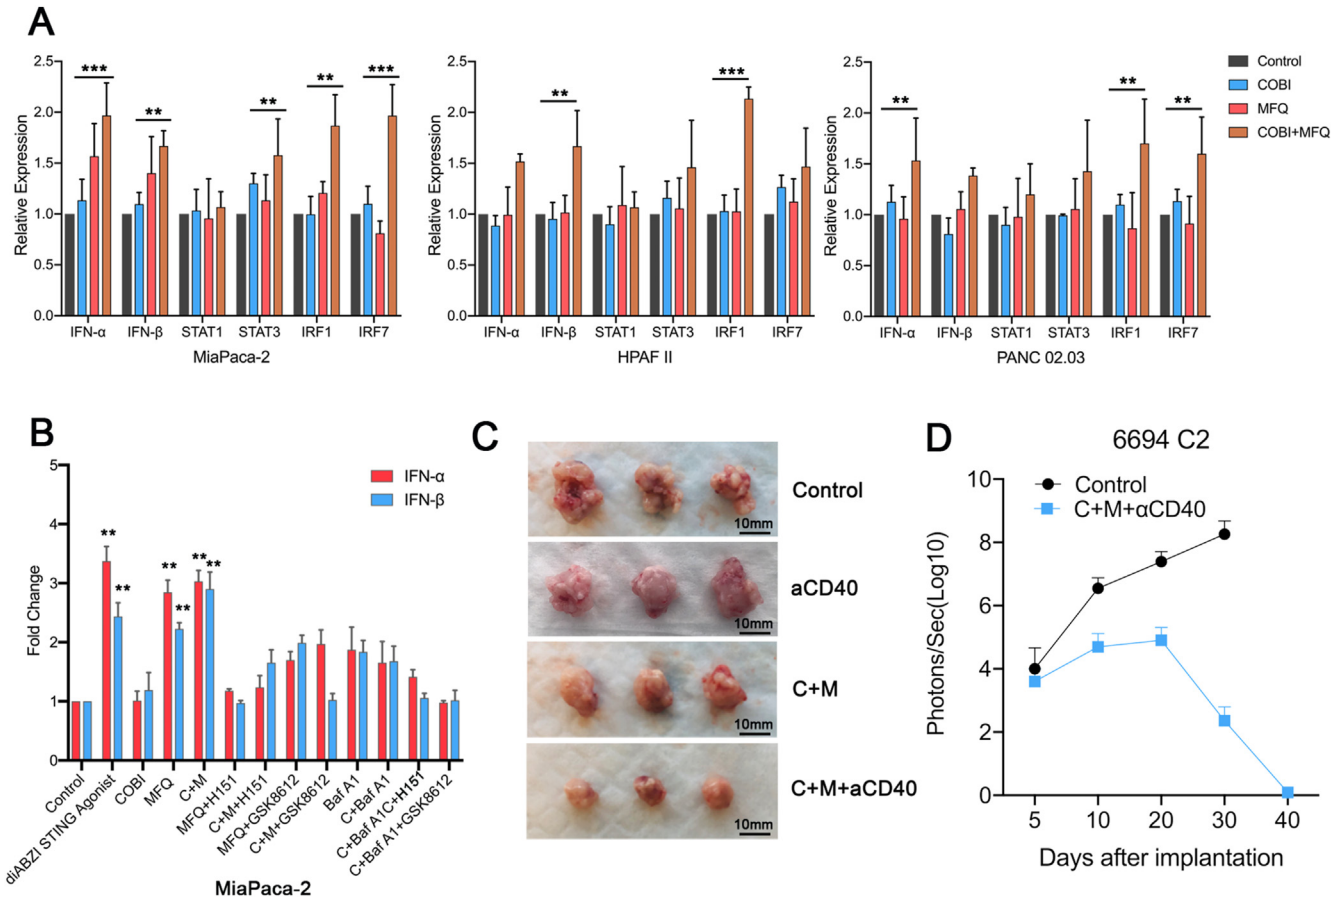 A
2.5
2.0
1.5
1.0
0.5
0.0
Relative Expression
***
**
**
**
***
IFN-α IFN-β STAT1 STAT3 IRF1 IRF7
MiaPaca-2
2.5
2.0
1.5
1.0
0.5
0.0
Relative Expression
**
***
IFN-α IFN-β STAT1 STAT3 IRF1 IRF7
HPAF II
2.5
2.0
1.5
1.0
0.5
0.0
Relative Expression
**
**
**
IFN-α IFN-β STAT1 STAT3 IRF1 IRF7
PANC 02.03
Control
COBI
MFQ
COBI+MFQ
B
5
4
3
2
1
0
Fold Change
IFN-α
IFN-β
**
**
**
**
**
**
Control
diABZI STING Agonist
COBI
MFQ
C+M
MFQ+H151
C+M+H151
MFQ+GSK8612
C+M+GSK8612
Baf A1
C+Baf A1
C+Baf A1C+H151
C+Baf A1+GSK8612
MiaPaca-2
C
10mm
Control
10mm
aCD40
10mm
C+M
10mm
C+M+aCD40
D
6694 C2
10
8
6
4
2
0
Photons/Sec(Log10)
Control
C+M+αCD40
5 10 20 30 40
Days after implantation